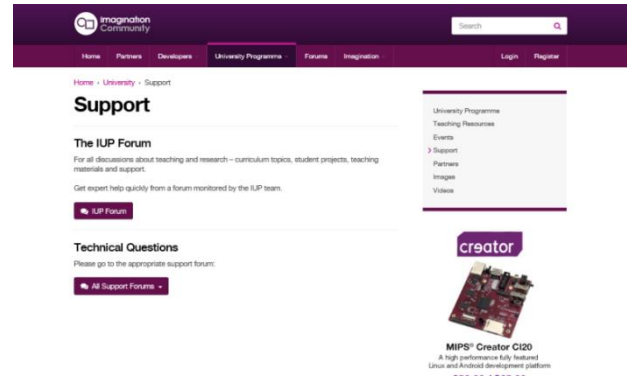 imagination
Community
Search
Home Partners Developers University Programme Forums Imagination Login Register
Home › University › Support
Support
The IUP Forum
For all discussions about teaching and research – curriculum topics, student projects, teaching
materials and support.
Get expert help quickly from a forum monitored by the IUP team.
IUP Forum
Technical Questions
Please go to the appropriate support forum:
All Support Forums
University Programme
Teaching Resources
Events
Support
Partners
Images
Videos
creator
MIPS® Creator CI20
A high performance fully featured
Linux and Android development platform